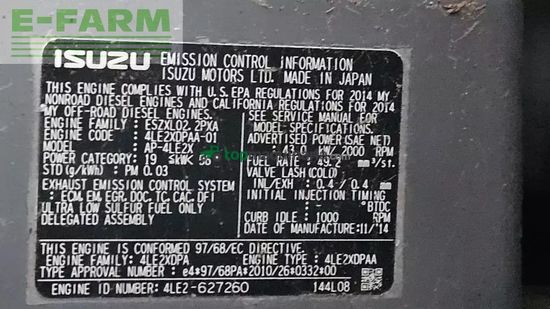 E-FARM
ISUZU EMISSION CONTROL INFORMATION
ISUZU MOTORS LTD. MADE IN JAPAN
THIS ENGINE COMPLIES WITH U.S. EPA REGULATIONS FOR 2014 MY
NONROAD DIESEL ENGINES AND CALIFORNIA REGULATIONS FOR 2014
MY OFF-ROAD DIESEL ENGINES.
ENGINE FAMILY : ESZXL02.2PXA
ENGINE CODE : 4LE2XDPAA-01
MODEL : AP-4LE2X
POWER CATEGORY : 19 ≤kW< 56
STD (g/kWh) : PM 0.03
EXHAUST EMISSION CONTROL SYSTEM
: ECM, EM, EGR, DOC, TC, CAC, DFI
ULTRA LOW SULFUR FUEL ONLY
DELEGATED ASSEMBLY
SEE SERVICE MANUAL FOR
MODEL SPECIFICATIONS.
ADVERTISED POWER (SAE NET)
: 43.0 kW/ 2000 RPM
FUEL RATE : 49.2 mm³/st.
VALVE LASH (COLD)
INL/EXH : 0.4 / 0.4 mm
INITIAL INJECTION TIMING
: - °BTDC
CURB IDLE : 1000 RPM
DATE OF MANUFACTURE: 11/'14
THIS ENGINE IS CONFORMED 97/68/EC DIRECTIVE.
ENGINE FAMILY: 4LE2XDPA ENGINE TYPE: 4LE2XDPAA
TYPE APPROVAL NUMBER : e4*97/68PA*2010/26*0332*00
ENGINE ID NUMBER: 4LE2-627260 144L08